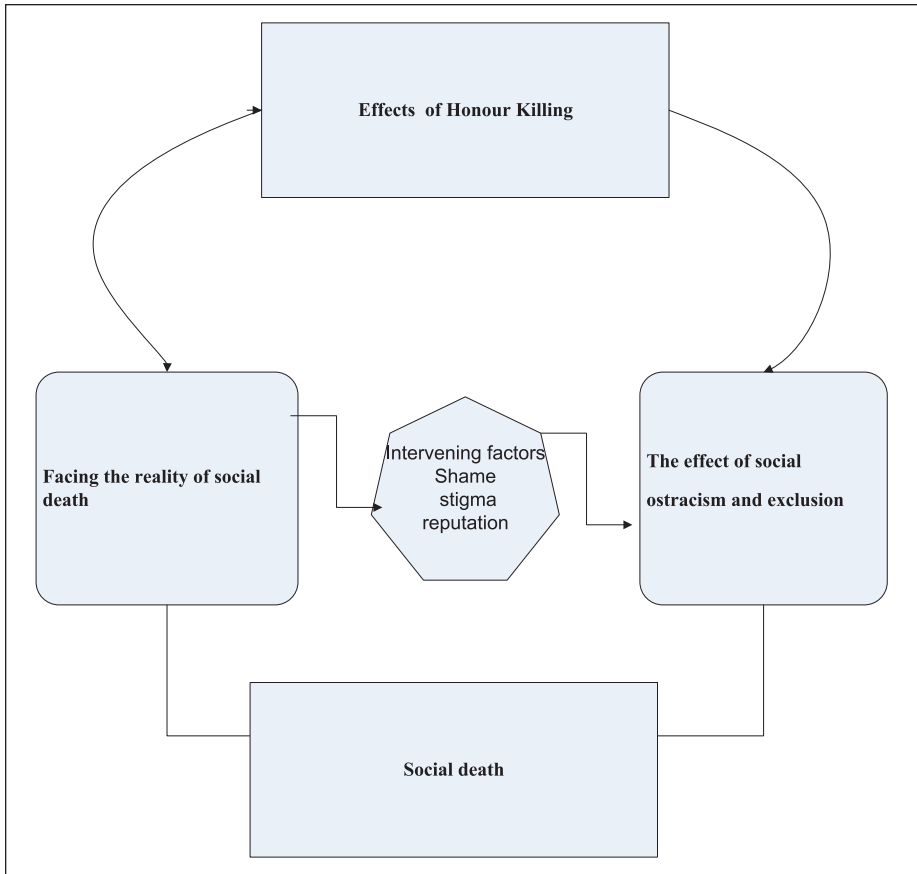 Effects of Honour Killing
Facing the reality of social
death
Intervening factors
Shame
stigma
reputation
The effect of social
ostracism and exclusion
Social death